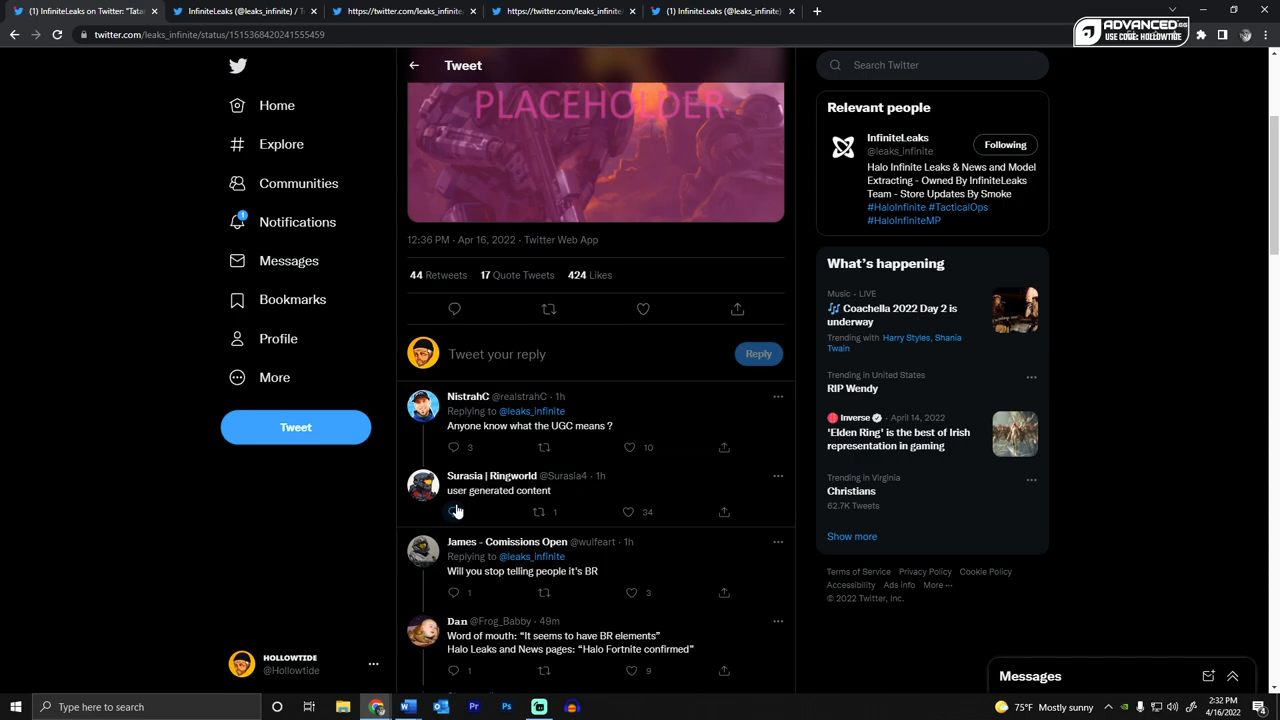 (1) InfiniteLeaks on Twitter: "Tatan
InfiniteLeaks (@leaks_infinite) / T
https://twitter.com/leaks_infinite/
https://twitter.com/leaks_infinite/
(1) InfiniteLeaks (@leaks_infinite)
twitter.com/leaks_infinite/status/1515368420241555459
ADVANCED.GG
USE CODE: HOLLOWTIDE
Home
Explore
Communities
1
Notifications
Messages
Bookmarks
Profile
More
Tweet
HOLLOWTIDE
@Hollowtide
Tweet
PLACEHOLDER
12:36 PM · Apr 16, 2022 · Twitter Web App
44 Retweets 17 Quote Tweets 424 Likes
Tweet your reply
Reply
NistrahC @realstrahC · 1h
Replying to @leaks_infinite
Anyone know what the UGC means ?
3 10
Surasia | Ringworld @Surasia4 · 1h
user generated content
1 34
James - Comissions Open @wulfeart · 1h
Replying to @leaks_infinite
Will you stop telling people it's BR
1 3
Dan @Frog_Babby · 49m
Word of mouth: "It seems to have BR elements"
Halo Leaks and News pages: "Halo Fortnite confirmed"
1 9
Search Twitter
Relevant people
InfiniteLeaks
@leaks_infinite
Following
Halo Infinite Leaks & News and Model
Extracting - Owned By InfiniteLeaks
Team - Store Updates By Smoke
#HaloInfinite #TacticalOps
#HaloInfiniteMP
What's happening
Music · LIVE
🎶 Coachella 2022 Day 2 is
underway
Trending with Harry Styles, Shania
Twain
Trending in United States
RIP Wendy
Inverse · April 14, 2022
'Elden Ring' is the best of Irish
representation in gaming
Trending in Virginia
Christians
62.7K Tweets
Show more
Terms of Service Privacy Policy Cookie Policy
Accessibility Ads info More ···
© 2022 Twitter, Inc.
Messages
Type here to search
75°F Mostly sunny
2:32 PM
4/16/2022